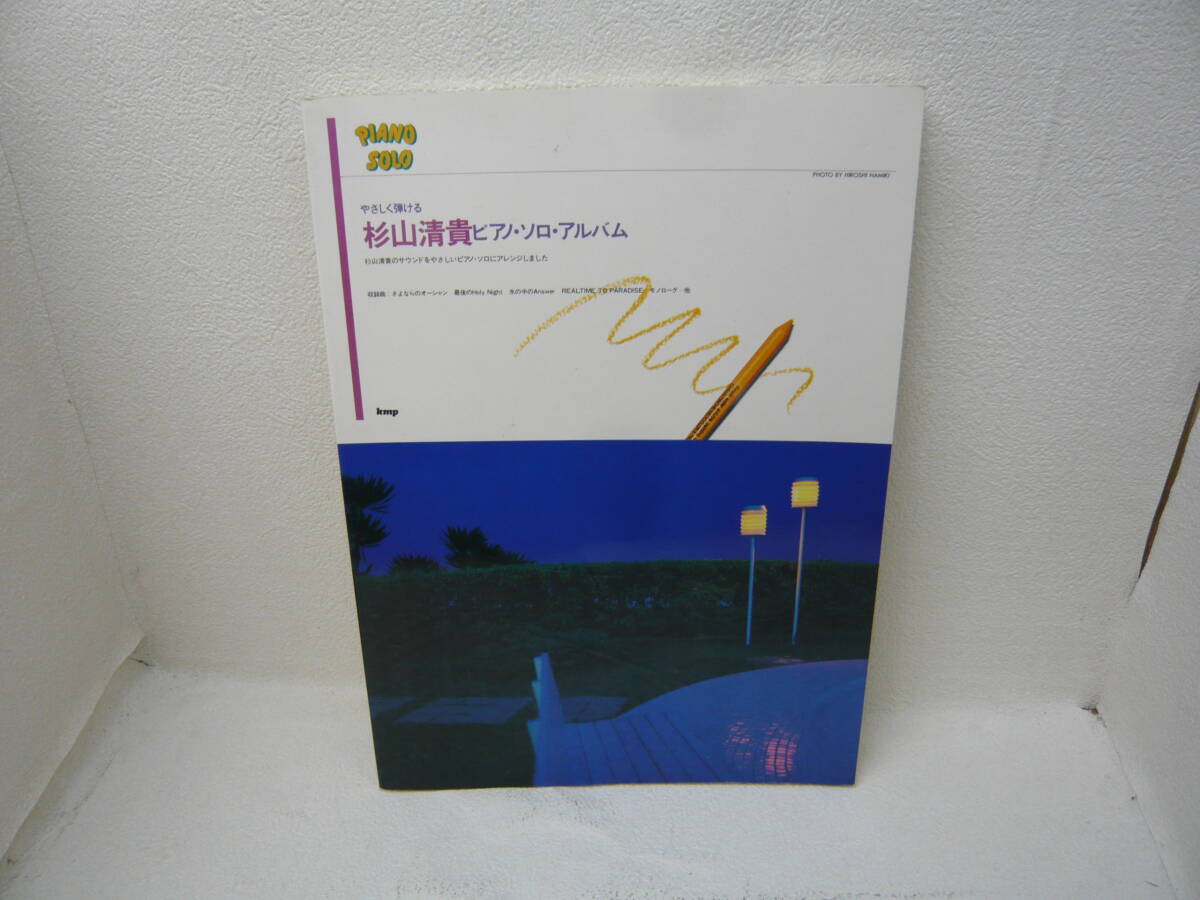 PIANO
SOLO
PHOTO BY HIROSHI NAMIKI
やさしく弾ける
杉山清貴ピアノ・ソロ・アルバム
杉山清貴のサウンドをやさしいピアノ・ソロにアレンジしました
収録曲:さよならのオーシャン 最後のHoly Night 水の中のAnswer REALTIME TO PARADISE モノローグ 他
kmp